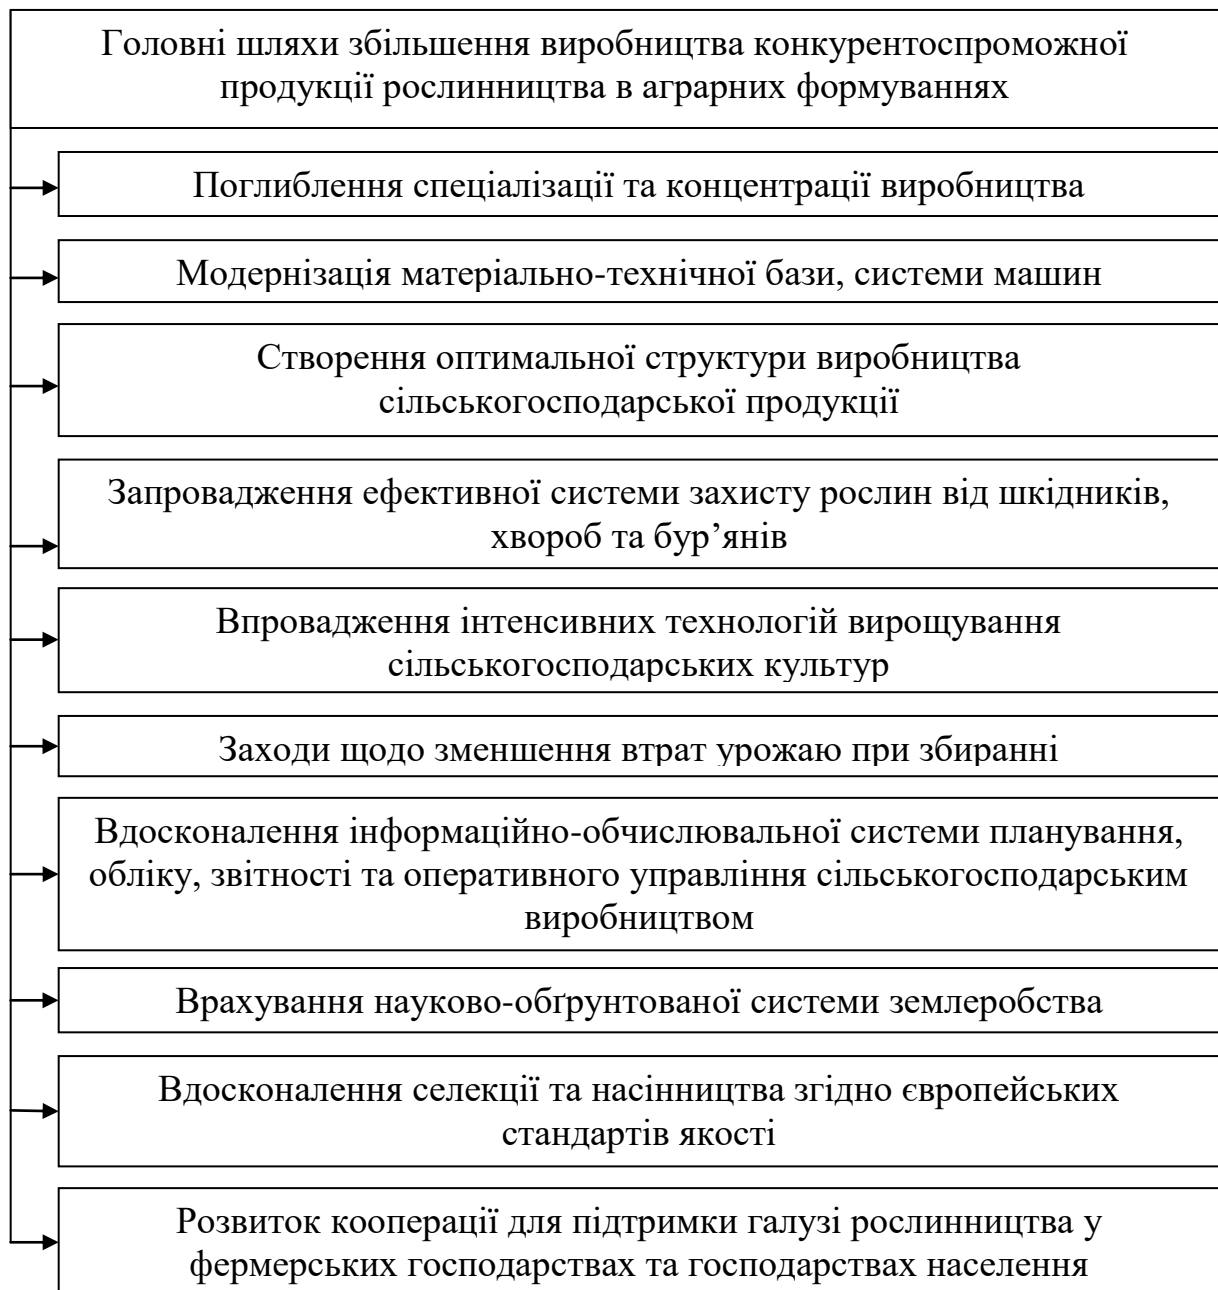 Головні шляхи збільшення виробництва конкурентоспроможної
продукції рослинництва в аграрних формуваннях
Поглиблення спеціалізації та концентрації виробництва
Модернізація матеріально-технічної бази, системи машин
Створення оптимальної структури виробництва
сільськогосподарської продукції
Запровадження ефективної системи захисту рослин від шкідників,
хвороб та бур’янів
Впровадження інтенсивних технологій вирощування
сільськогосподарських культур
Заходи щодо зменшення втрат урожаю при збиранні
Вдосконалення інформаційно-обчислювальної системи планування,
обліку, звітності та оперативного управління сільськогосподарським
виробництвом
Врахування науково-обґрунтованої системи землеробства
Вдосконалення селекції та насінництва згідно європейських
стандартів якості
Розвиток кооперації для підтримки галузі рослинництва у
фермерських господарствах та господарствах населення